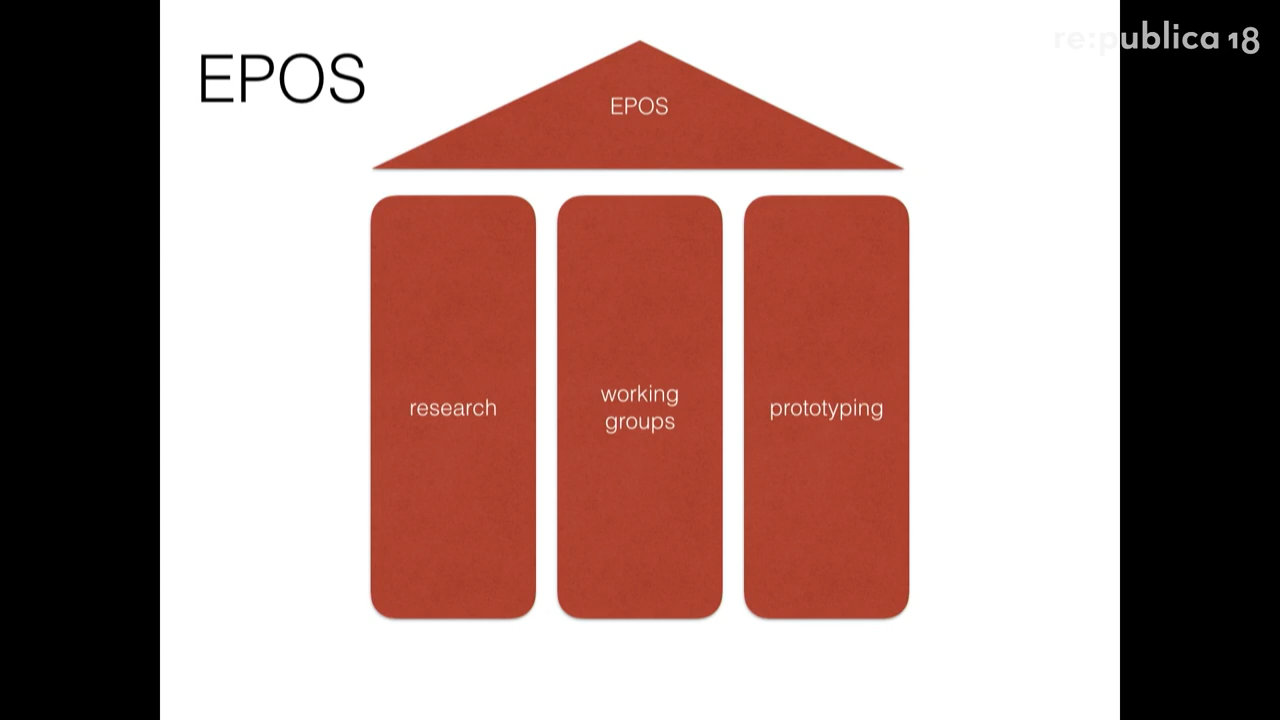 re:publica 18
EPOS
EPOS
research
working
groups
prototyping